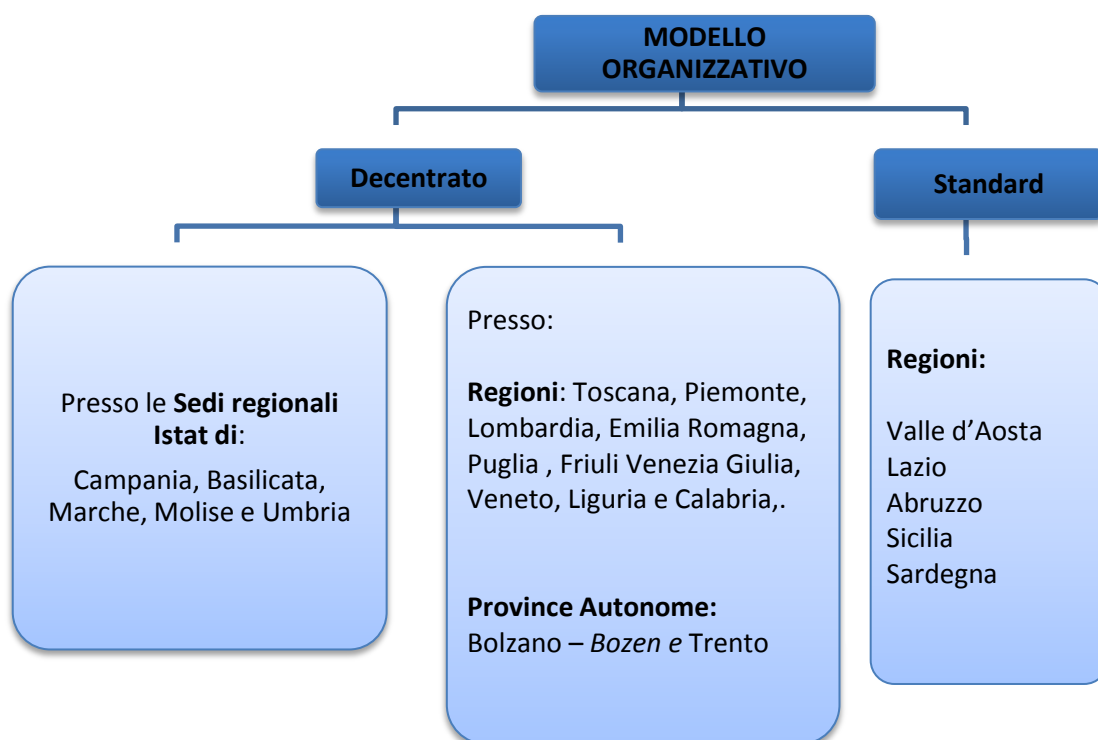 MODELLO
ORGANIZZATIVO
Decentrato
Standard
Presso le Sedi regionali
Istat di:
Campania, Basilicata,
Marche, Molise e Umbria
Presso:
Regioni: Toscana, Piemonte,
Lombardia, Emilia Romagna,
Puglia , Friuli Venezia Giulia,
Veneto, Liguria e Calabria,.
Province Autonome:
Bolzano – Bozen e Trento
Regioni:
Valle d’Aosta
Lazio
Abruzzo
Sicilia
Sardegna